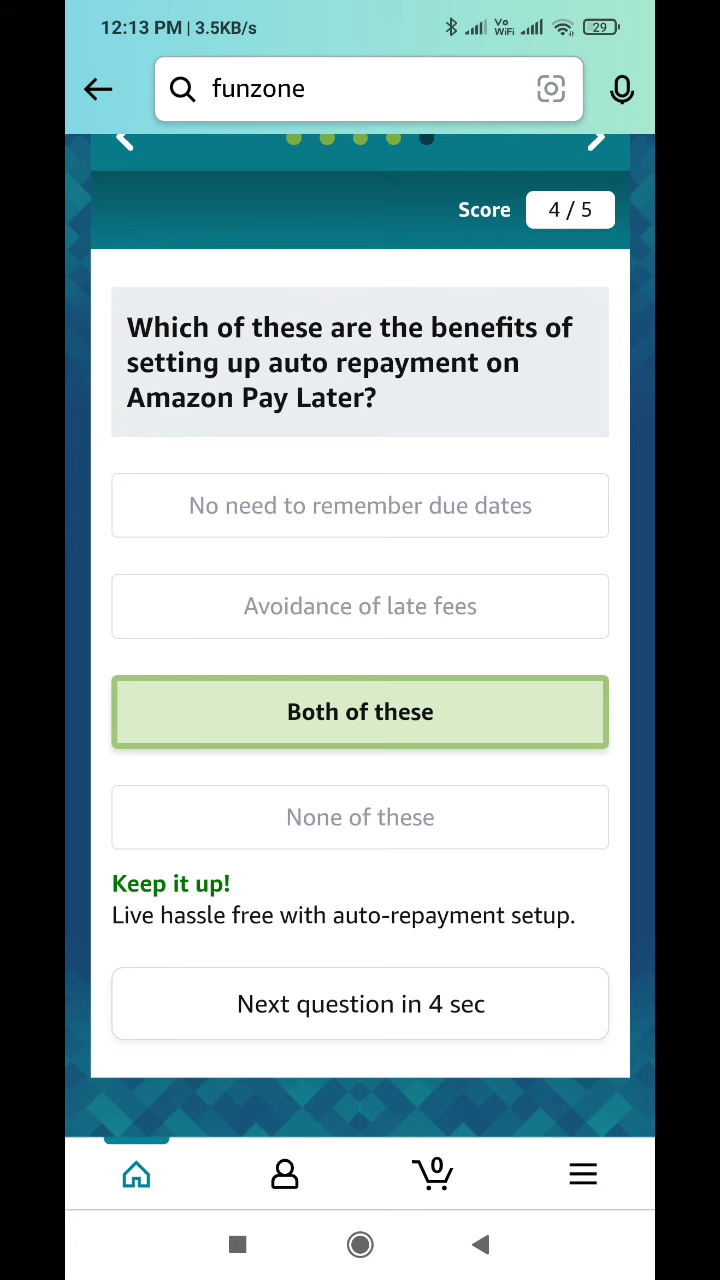 12:13 PM | 3.5KB/s Vo WiFi 29
funzone
Score 4 / 5
Which of these are the benefits of
setting up auto repayment on
Amazon Pay Later?
No need to remember due dates
Avoidance of late fees
Both of these
None of these
Keep it up!
Live hassle free with auto-repayment setup.
Next question in 4 sec
0